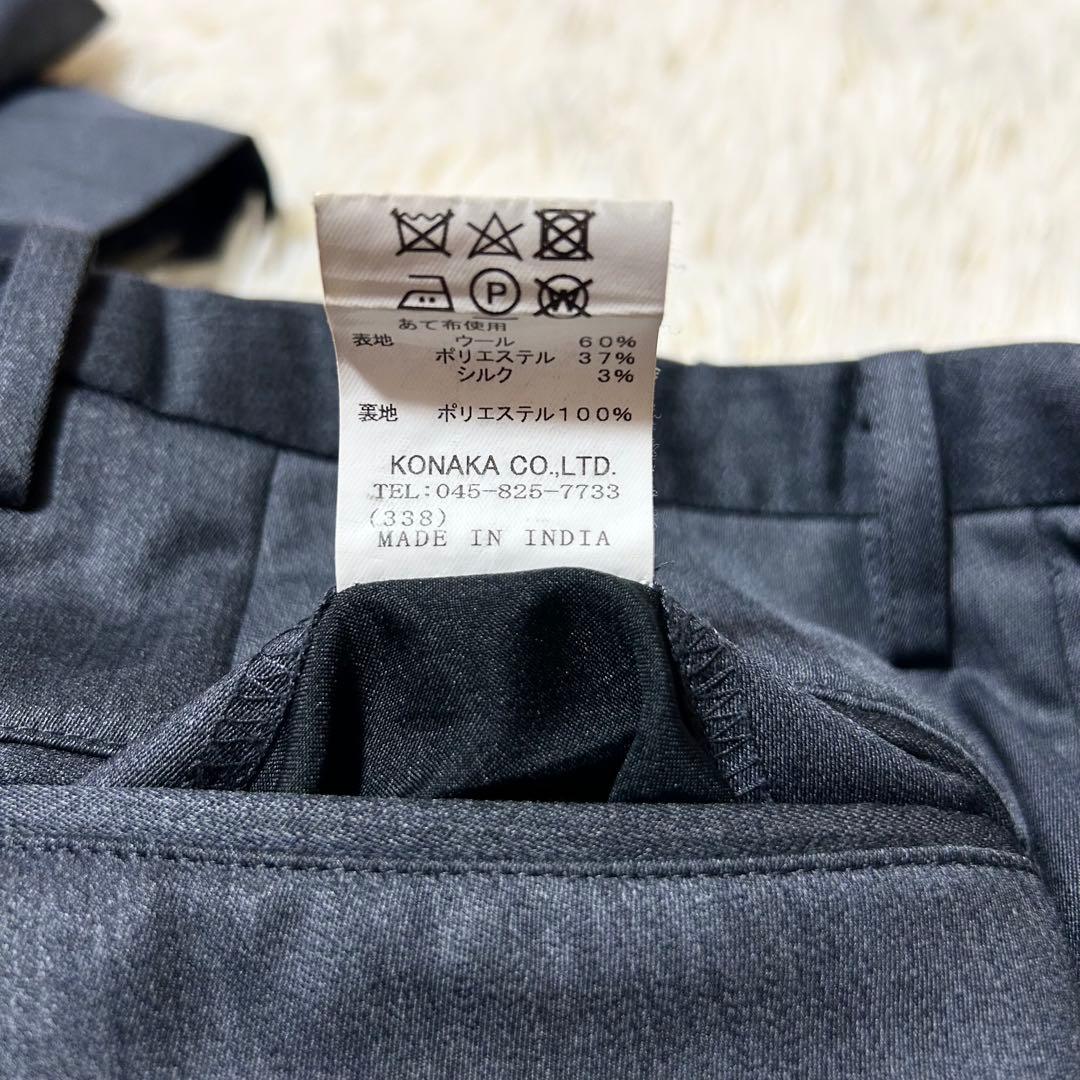 P W
あて布使用
表地 ウール 60%
ポリエステル 37%
シルク 3%
裏地 ポリエステル100%
KONAKA CO.,LTD.
TEL:045-825-7733
(338)
MADE IN INDIA